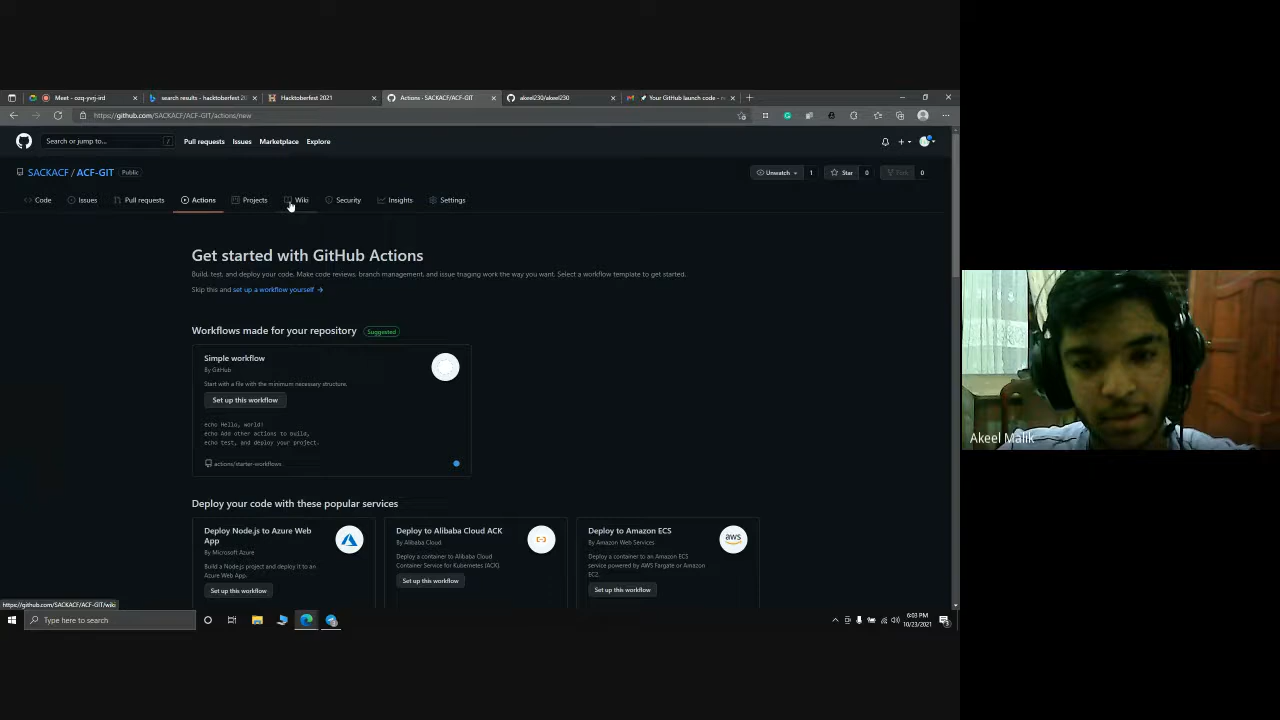 Meet - ozq-yvrj-ird
search results - hacktoberfest 2
Hacktoberfest 2021
Actions · SACKACF/ACF-GIT
akeel230/akeel230
Your GitHub launch code - n
https://github.com/SACKACF/ACF-GIT/actions/new
Search or jump to...
/
Pull requests
Issues
Marketplace
Explore
SACKACF / ACF-GIT
Public
Unwatch
1
Star
0
Fork
0
Code
Issues
Pull requests
Actions
Projects
Wiki
Security
Insights
Settings
Get started with GitHub Actions
Build, test, and deploy your code. Make code reviews, branch management, and issue triaging work the way you want. Select a workflow template to get started.
Skip this and set up a workflow yourself →
Workflows made for your repository
Suggested
Simple workflow
By GitHub
Start with a file with the minimum necessary structure.
Set up this workflow
echo Hello, world!
echo Add other actions to build,
echo test, and deploy your project.
actions/starter-workflows
Deploy your code with these popular services
Deploy Node.js to Azure Web
App
By Microsoft Azure
Build a Node.js project and deploy it to an
Azure Web App.
Set up this workflow
Deploy to Alibaba Cloud ACK
By Alibaba Cloud
Deploy a container to Alibaba Cloud
Container Service for Kubernetes (ACK).
Set up this workflow
Deploy to Amazon ECS
By Amazon Web Services
aws
Deploy a container to an Amazon ECS
service powered by AWS Fargate or Amazon
EC2.
Set up this workflow
https://github.com/SACKACF/ACF-GIT/wiki
Type here to search
6:03 PM
10/23/2021
Akeel Malik